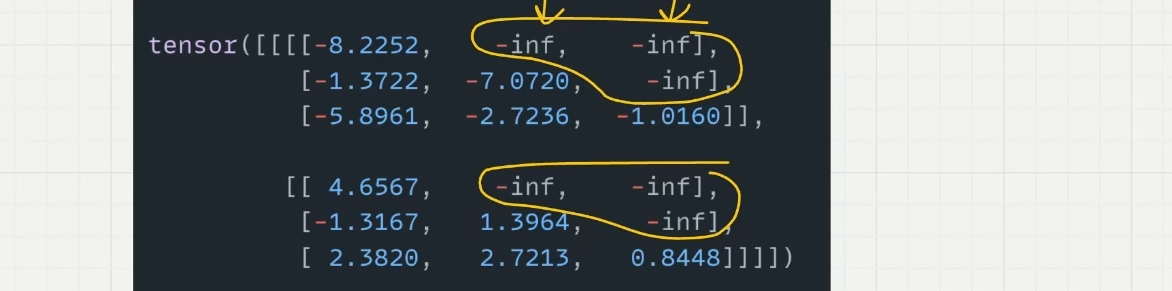 tensor([[[[-8.2252, -inf, -inf],
[-1.3722, -7.0720, -inf],
[-5.8961, -2.7236, -1.0160]],
[[ 4.6567, -inf, -inf],
[-1.3167, 1.3964, -inf],
[ 2.3820, 2.7213, 0.8448]]]])